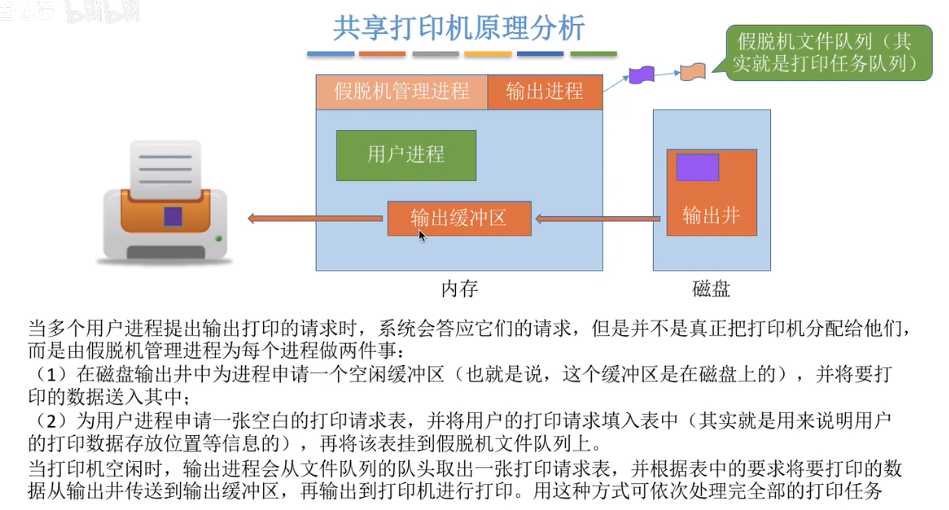 共享打印机原理分析
假脱机文件队列（其
实就是打印任务队列）
假脱机管理进程
输出进程
用户进程
输出缓冲区
输出井
内存
磁盘
当多个用户进程提出输出打印的请求时，系统会答应它们的请求，但是并不是真正把打印机分配给他们，
而是由假脱机管理进程为每个进程做两件事：
（1）在磁盘输出井中为进程申请一个空闲缓冲区（也就是说，这个缓冲区是在磁盘上的），并将要打
印的数据送入其中；
（2）为用户进程申请一张空白的打印请求表，并将用户的打印请求填入表中（其实就是用来说明用户
的打印数据存放位置等信息的），再将该表挂到假脱机文件队列上。
当打印机空闲时，输出进程会从文件队列的队头取出一张打印请求表，并根据表中的要求将要打印的数
据从输出井传送到输出缓冲区，再输出到打印机进行打印。用这种方式可依次处理完全部的打印任务